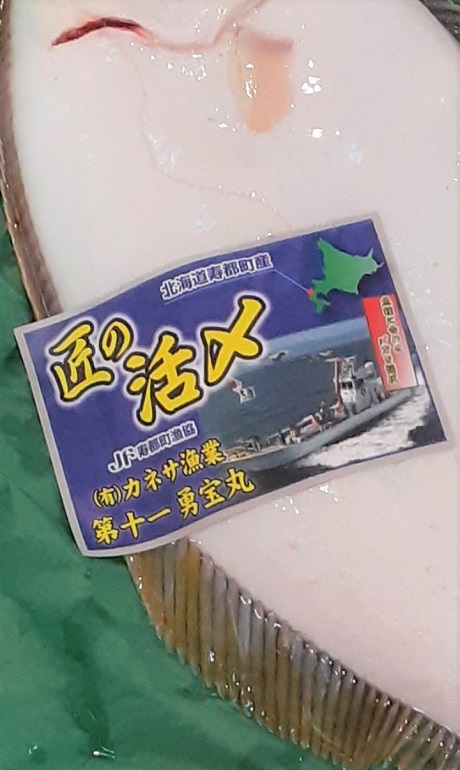 北海道寿都町産
匠の
活〆
JF寿都町漁協
(有)カネサ漁業
第十一勇宝丸